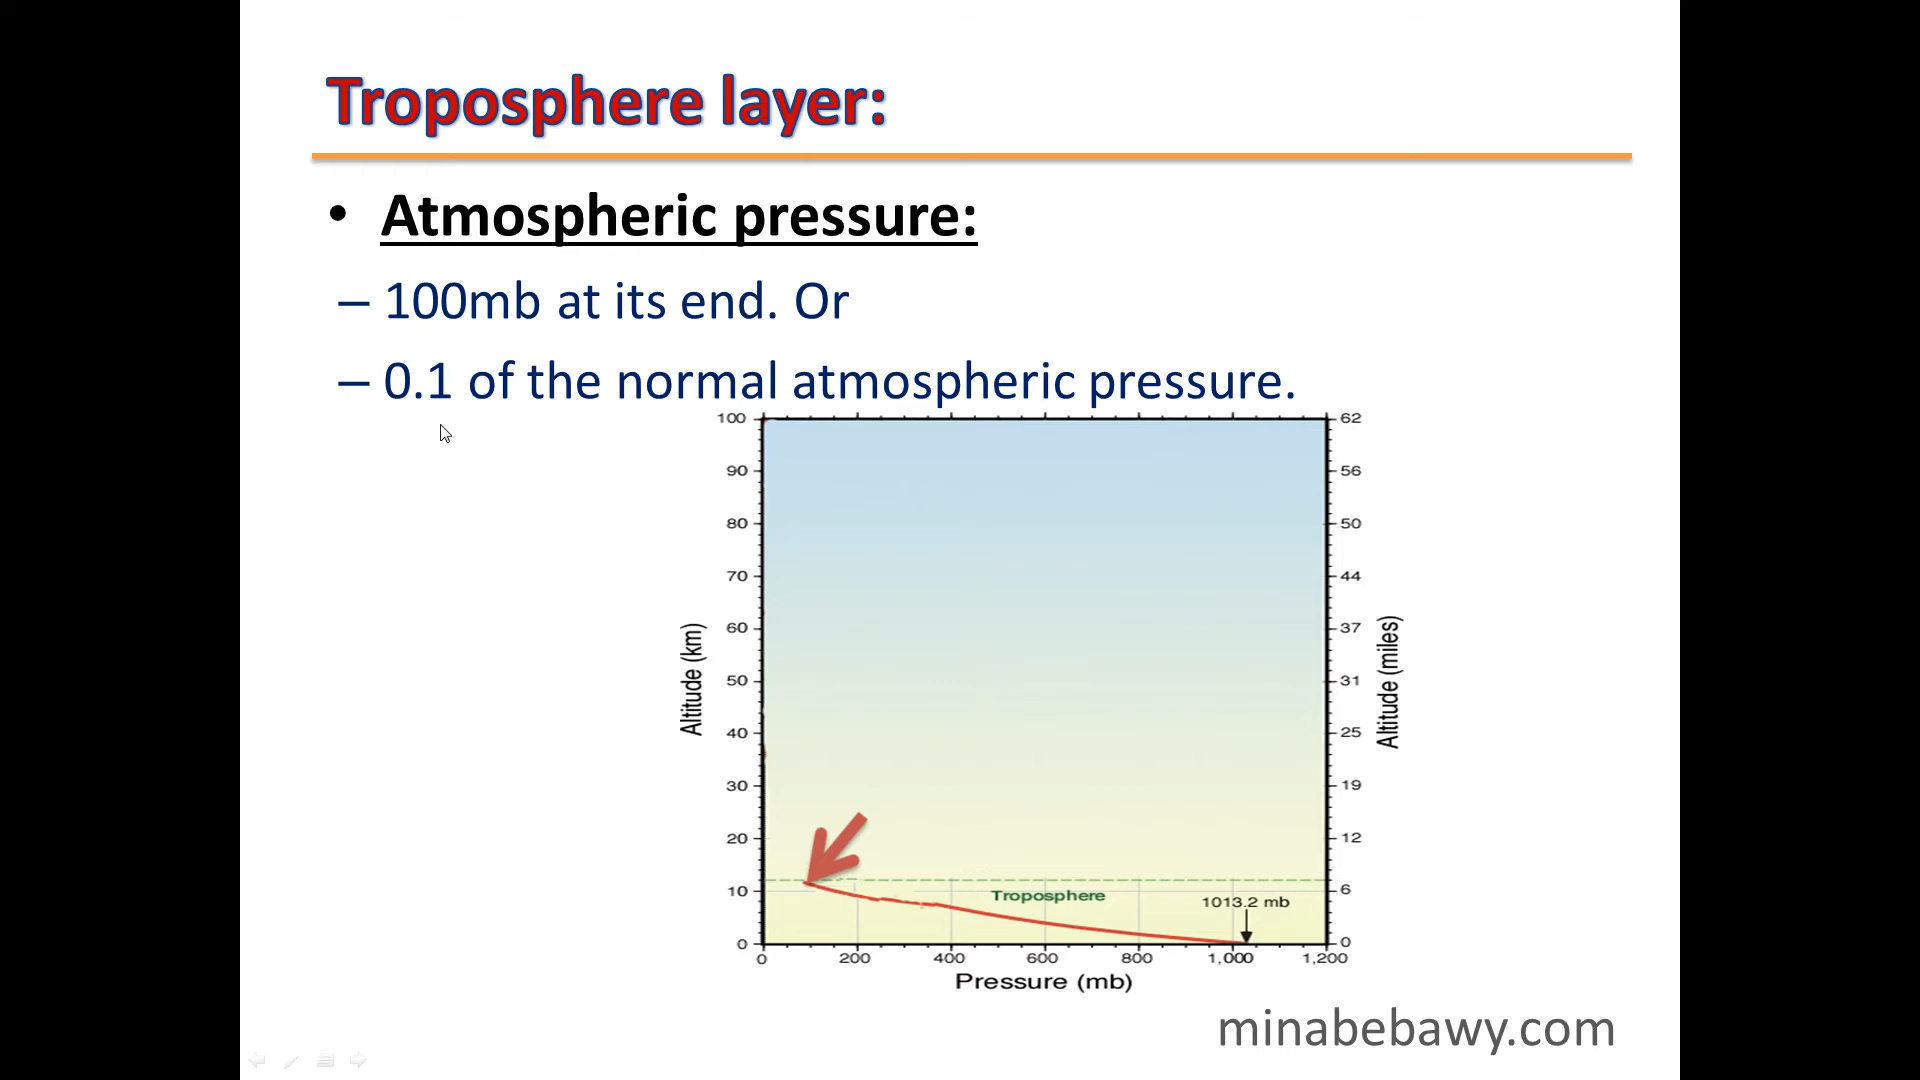 Troposphere layer:
• Atmospheric pressure:
– 100mb at its end. Or
– 0.1 of the normal atmospheric pressure.
100
90
80
70
60
50
40
30
20
10
0
Altitude (km)
62
56
50
44
37
31
25
19
12
6
0
Altitude (miles)
Troposphere
1013.2 mb
0 200 400 600 800 1,000 1,200
Pressure (mb)
minabebawy.com